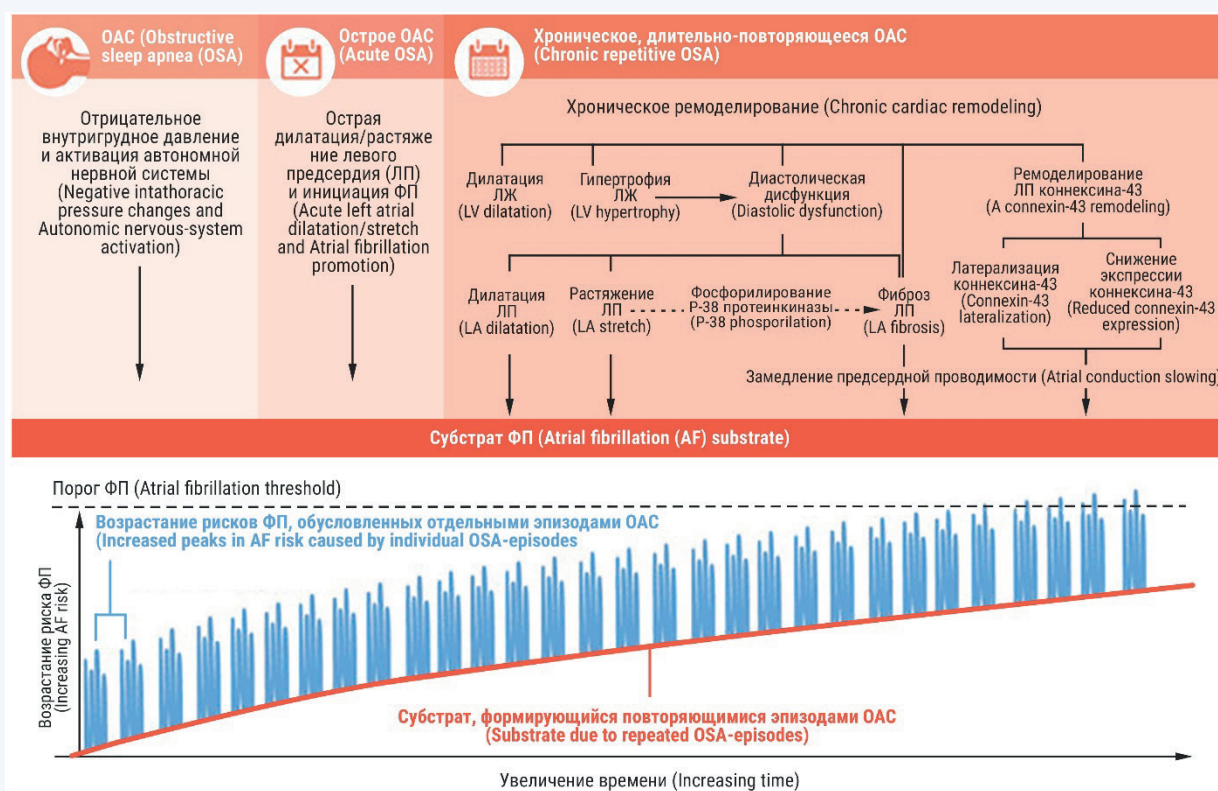 ОАС (Obstructive
sleep apnea (OSA)
Острое ОАС
(Acute OSA)
Хроническое, длительно-повторяющееся ОАС
(Chronic repetitive OSA)
Отрицательное
внутригрудное давление
и активация автономной
нервной системы
(Negative intathoracic
pressure changes and
Autonomic nervous-system
activation)
Острая
дилатация/растяже
ние левого
предсердия (ЛП)
и инициация ФП
(Acute left atrial
dilatation/stretch
and Atrial fibrillation
promotion)
Хроническое ремоделирование (Chronic cardiac remodeling)
Дилатация
ЛЖ
(LV dilatation)
Гипертрофия
ЛЖ
(LV hypertrophy)
Диастолическая
дисфункция
(Diastolic dysfunction)
Ремоделирование
ЛП коннексина-43
(A connexin-43 remodeling)
Дилатация
ЛП
(LA dilatation)
Растяжение
ЛП
(LA stretch)
Фосфорилирование
P-38 протеинкиназы
(P-38 phosporilation)
Фиброз
ЛП
(LA fibrosis)
Латерализация
коннексина-43
(Connexin-43
lateralization)
Снижение
экспрессии
коннексина-43
(Reduced connexin-43
expression)
Замедление предсердной проводимости (Atrial conduction slowing)
Субстрат ФП (Atrial fibrillation (AF) substrate)
Порог ФП (Atrial fibrillation threshold)
Возрастание рисков ФП, обусловленных отдельными эпизодами ОАС
(Increased peaks in AF risk caused by individual OSA-episodes
Возрастание риска ФП
(Increasing AF risk)
Субстрат, формирующийся повторяющимися эпизодами ОАС
(Substrate due to repeated OSA-episodes)
Увеличение времени (Increasing time)